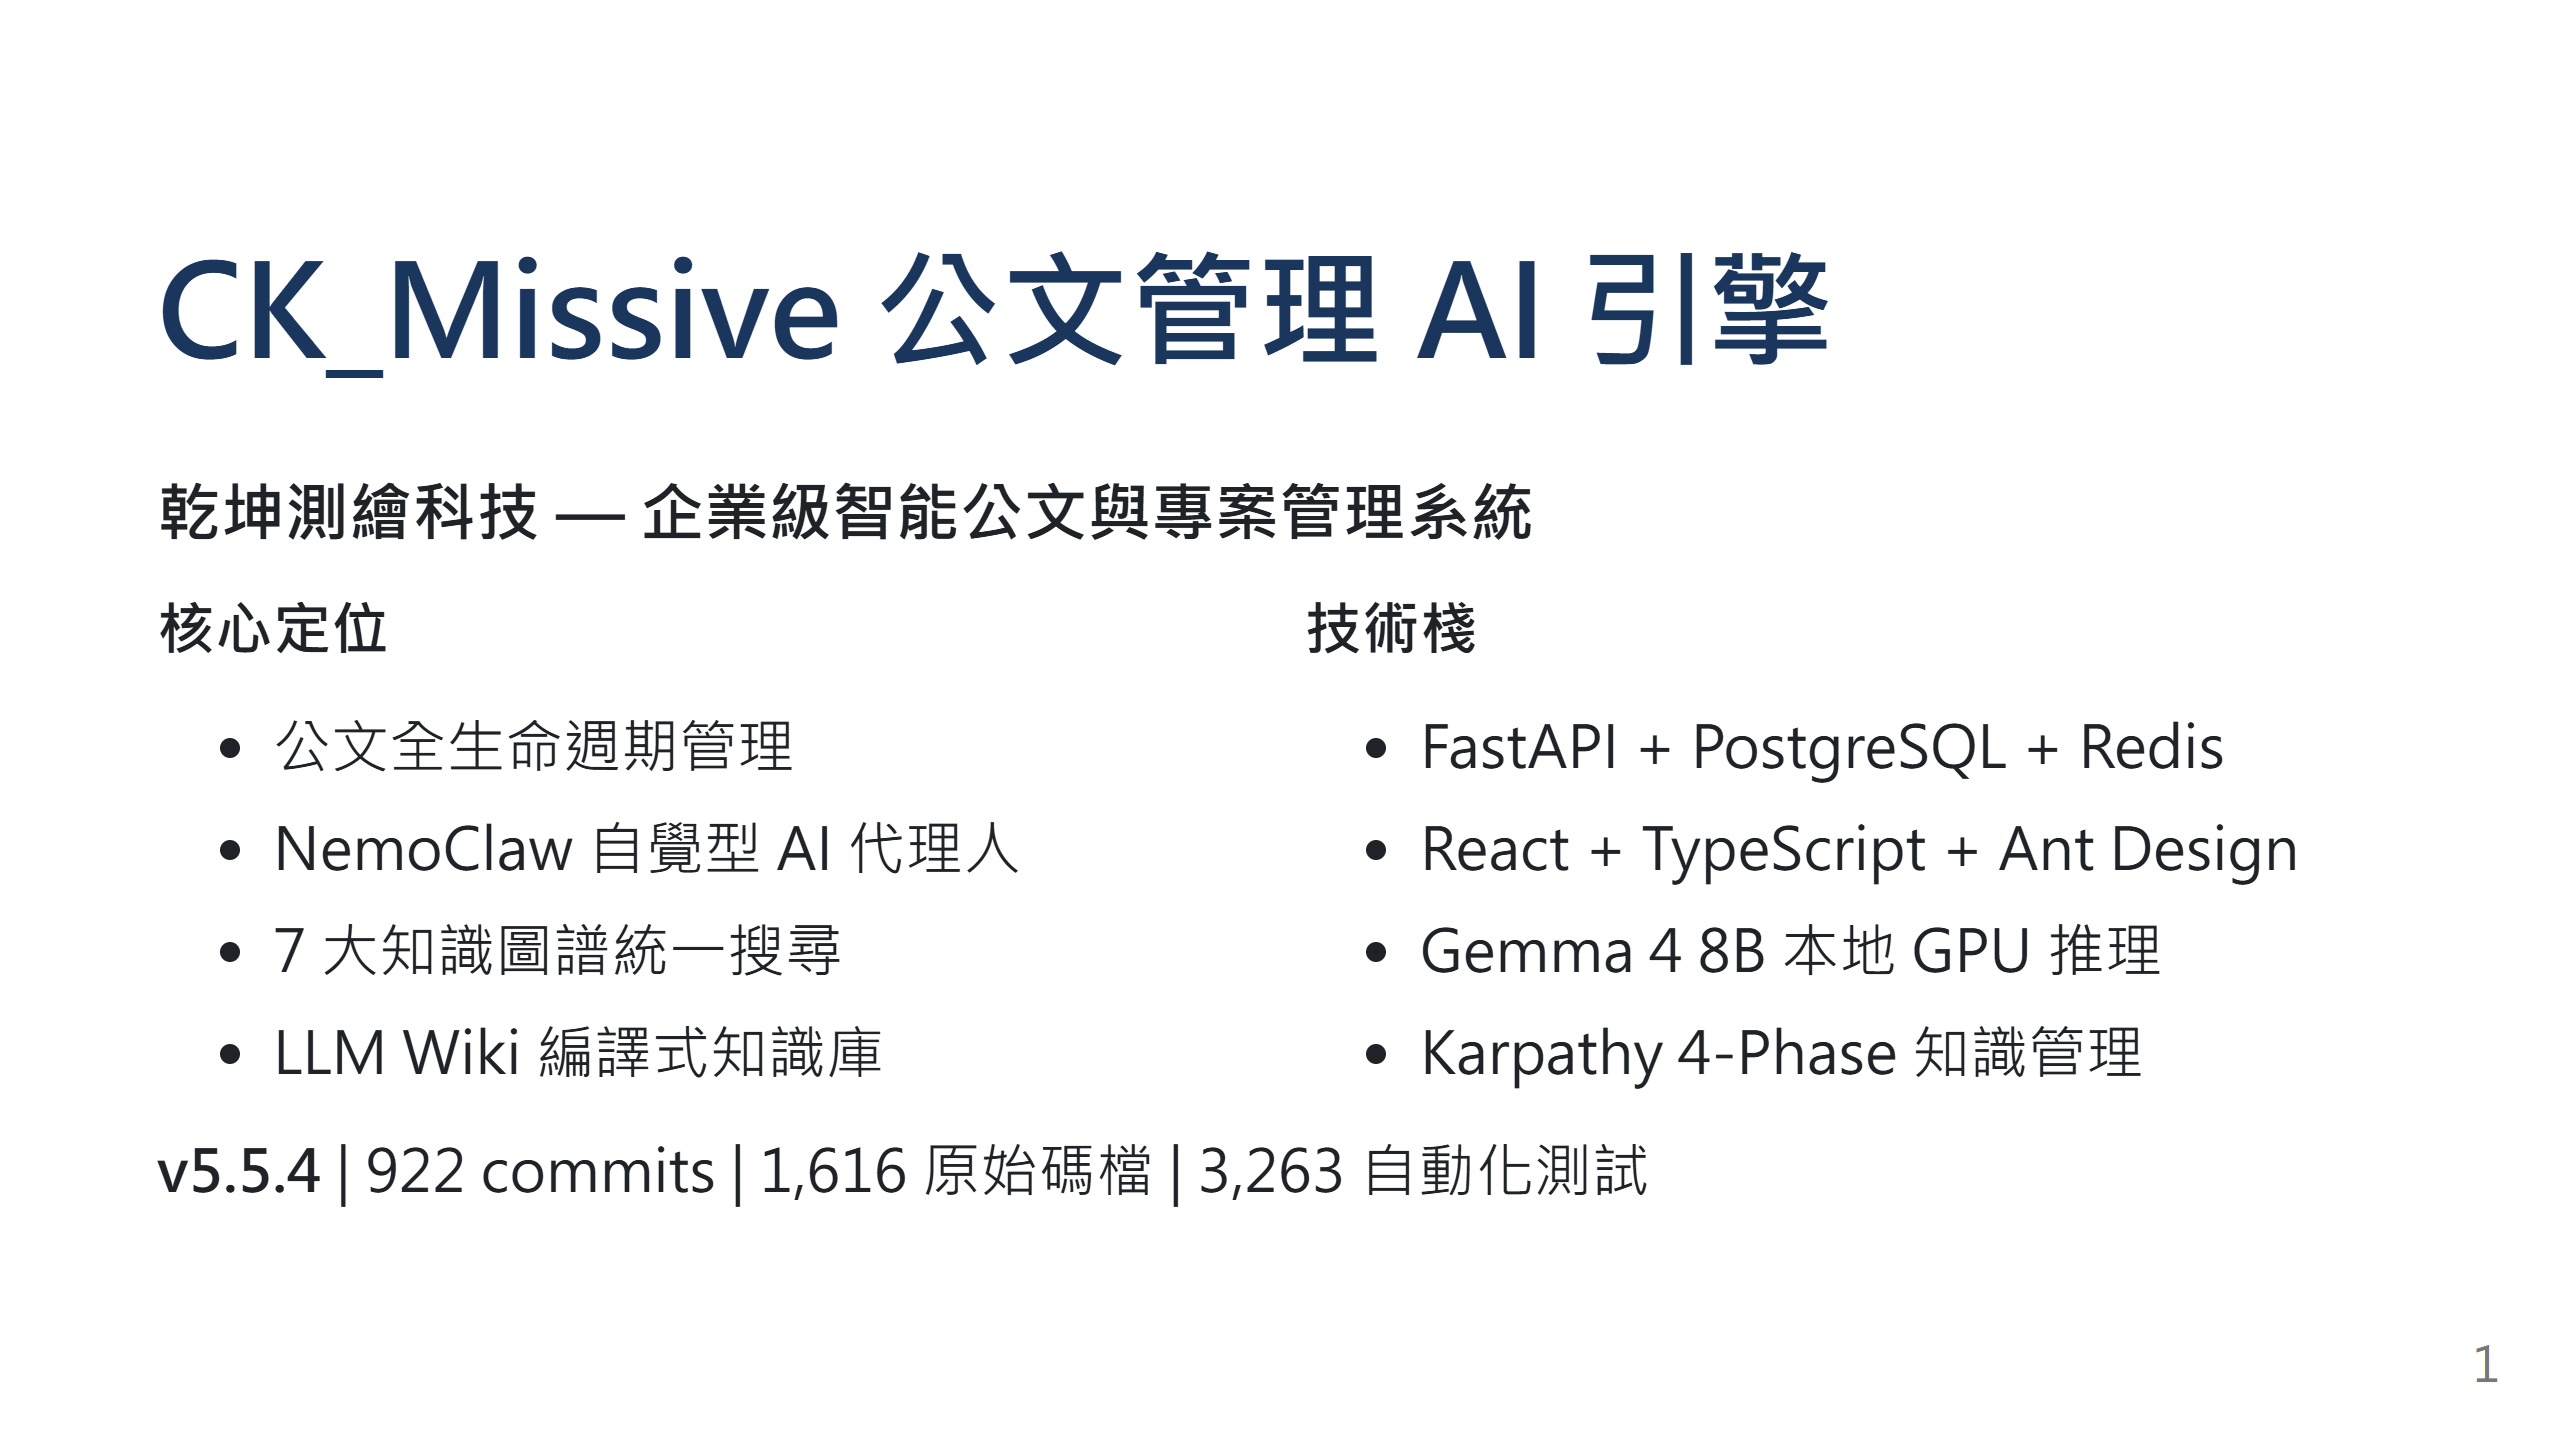 CK_Missive 公文管理 AI 引擎
乾坤測繪科技 — 企業級智能公文與專案管理系統
核心定位
• 公文全生命週期管理
• NemoClaw 自覺型 AI 代理人
• 7 大知識圖譜統一搜尋
• LLM Wiki 編譯式知識庫
技術棧
• FastAPI + PostgreSQL + Redis
• React + TypeScript + Ant Design
• Gemma 4 8B 本地 GPU 推理
• Karpathy 4-Phase 知識管理
v5.5.4 | 922 commits | 1,616 原始碼檔 | 3,263 自動化測試
1